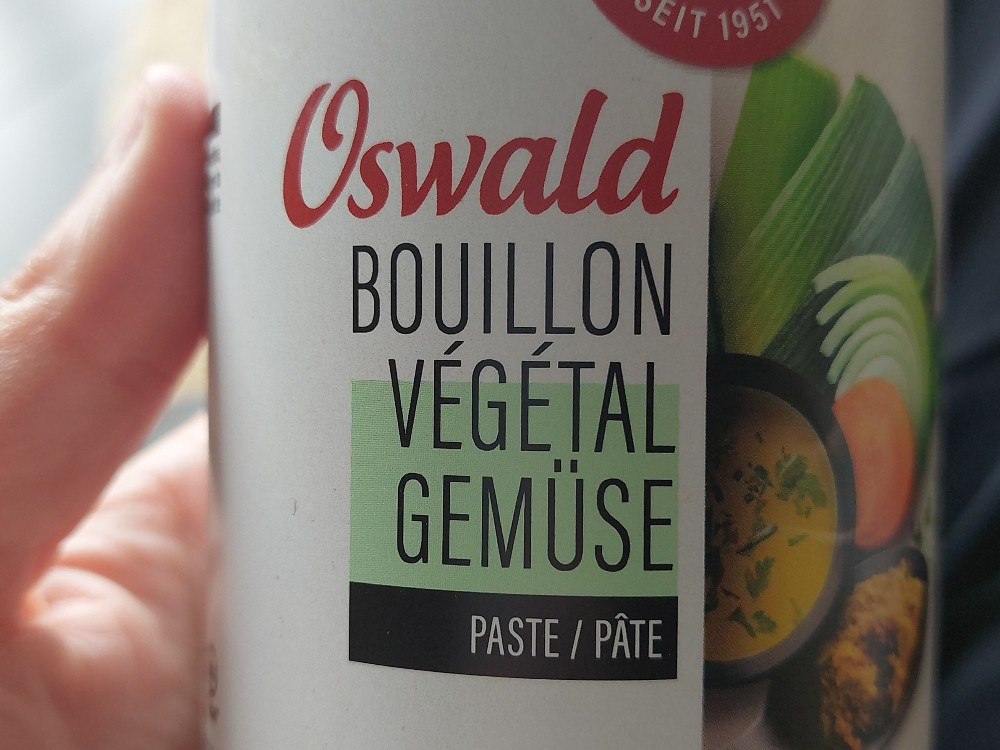 SEIT 1951
Oswald
BOUILLON
VÉGÉTAL
GEMÜSE
PASTE / PÂTE